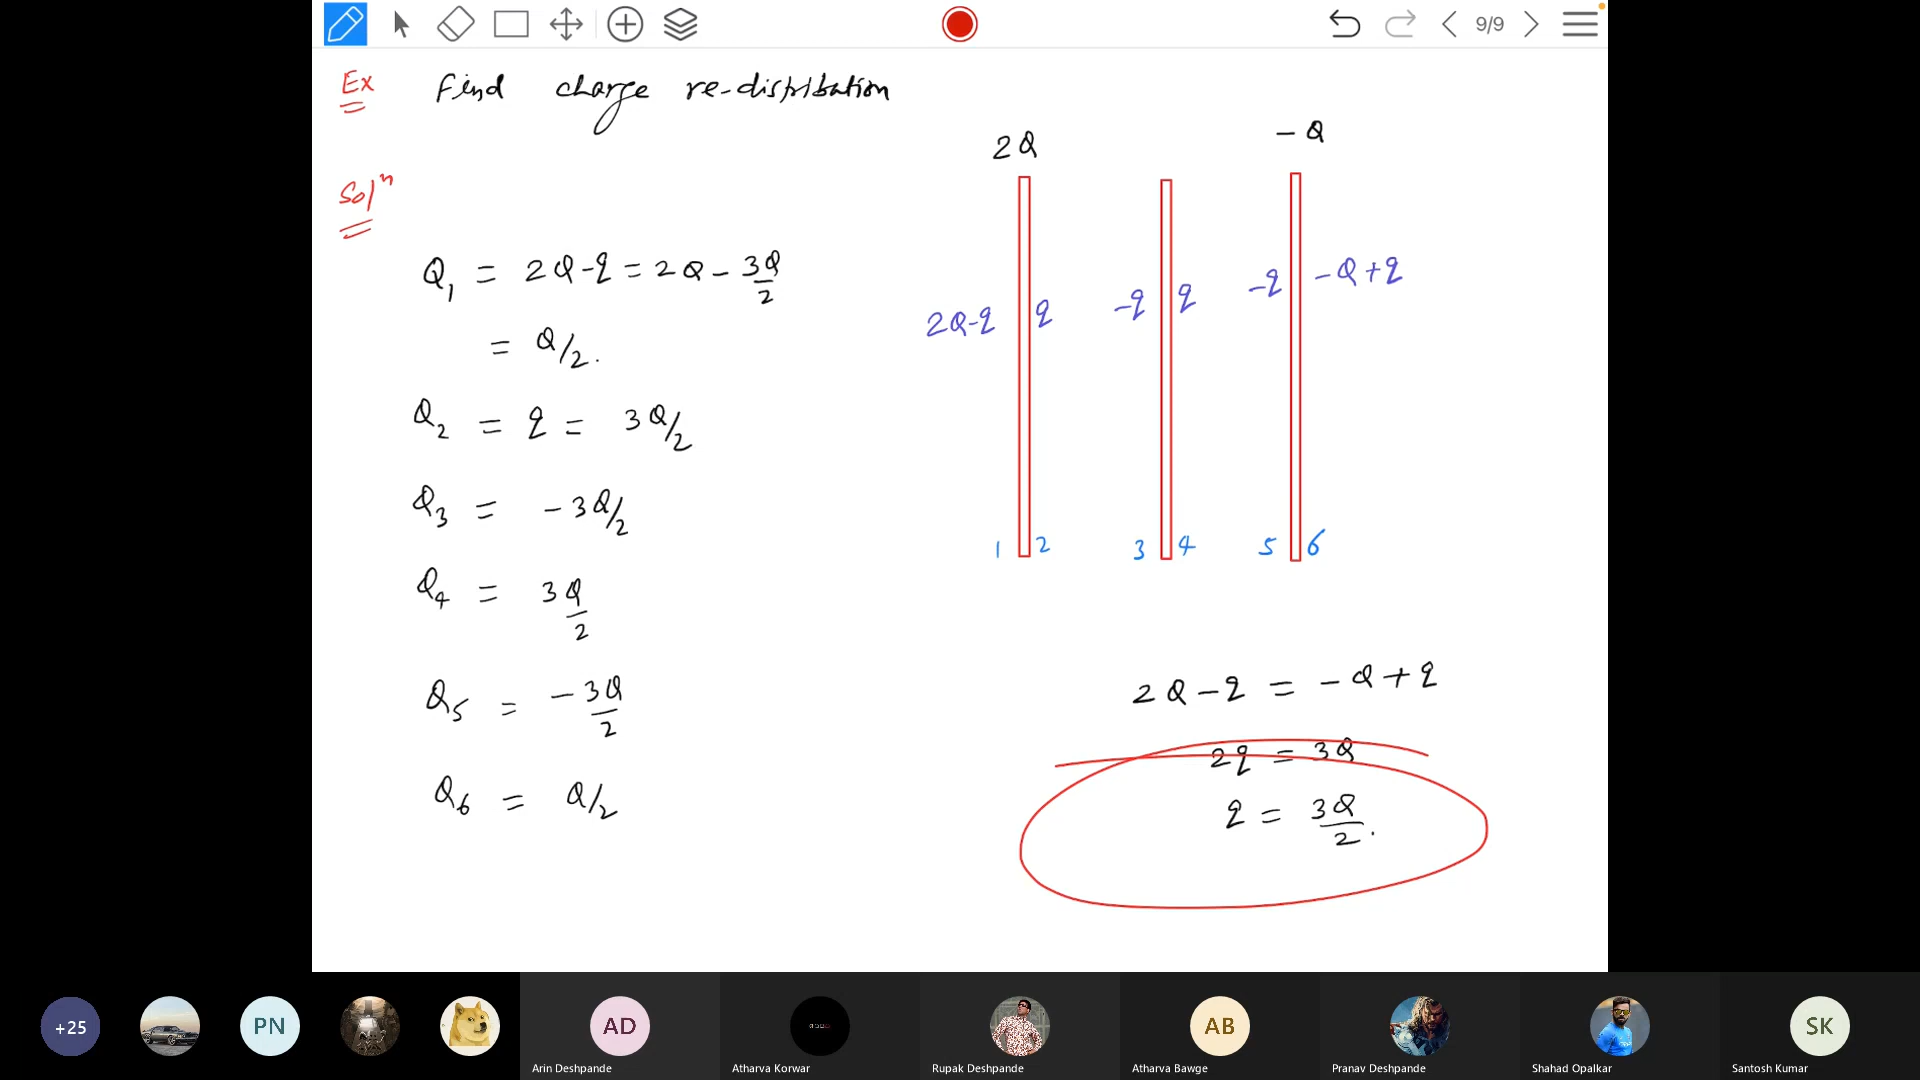 9/9
Ex Find charge re-distribution
2Q
-Q
Solⁿ
Q₁ = 2Q-q = 2Q - 3Q/2
= Q/2.
Q₂ = q = 3Q/2
Q₃ = -3Q/2
Q₄ = 3Q/2
Q₅ = -3Q/2
Q₆ = Q/2
2Q-q q -q q -q -Q+q
1 2 3 4 5 6
2Q-q = -Q+q
2q = 3Q
q = 3Q/2.
+25 PN AD AB SK
Arin Deshpande Atharva Korwar Rupak Deshpande Atharva Bawge Pranav Deshpande Shahad Opalkar Santosh Kumar